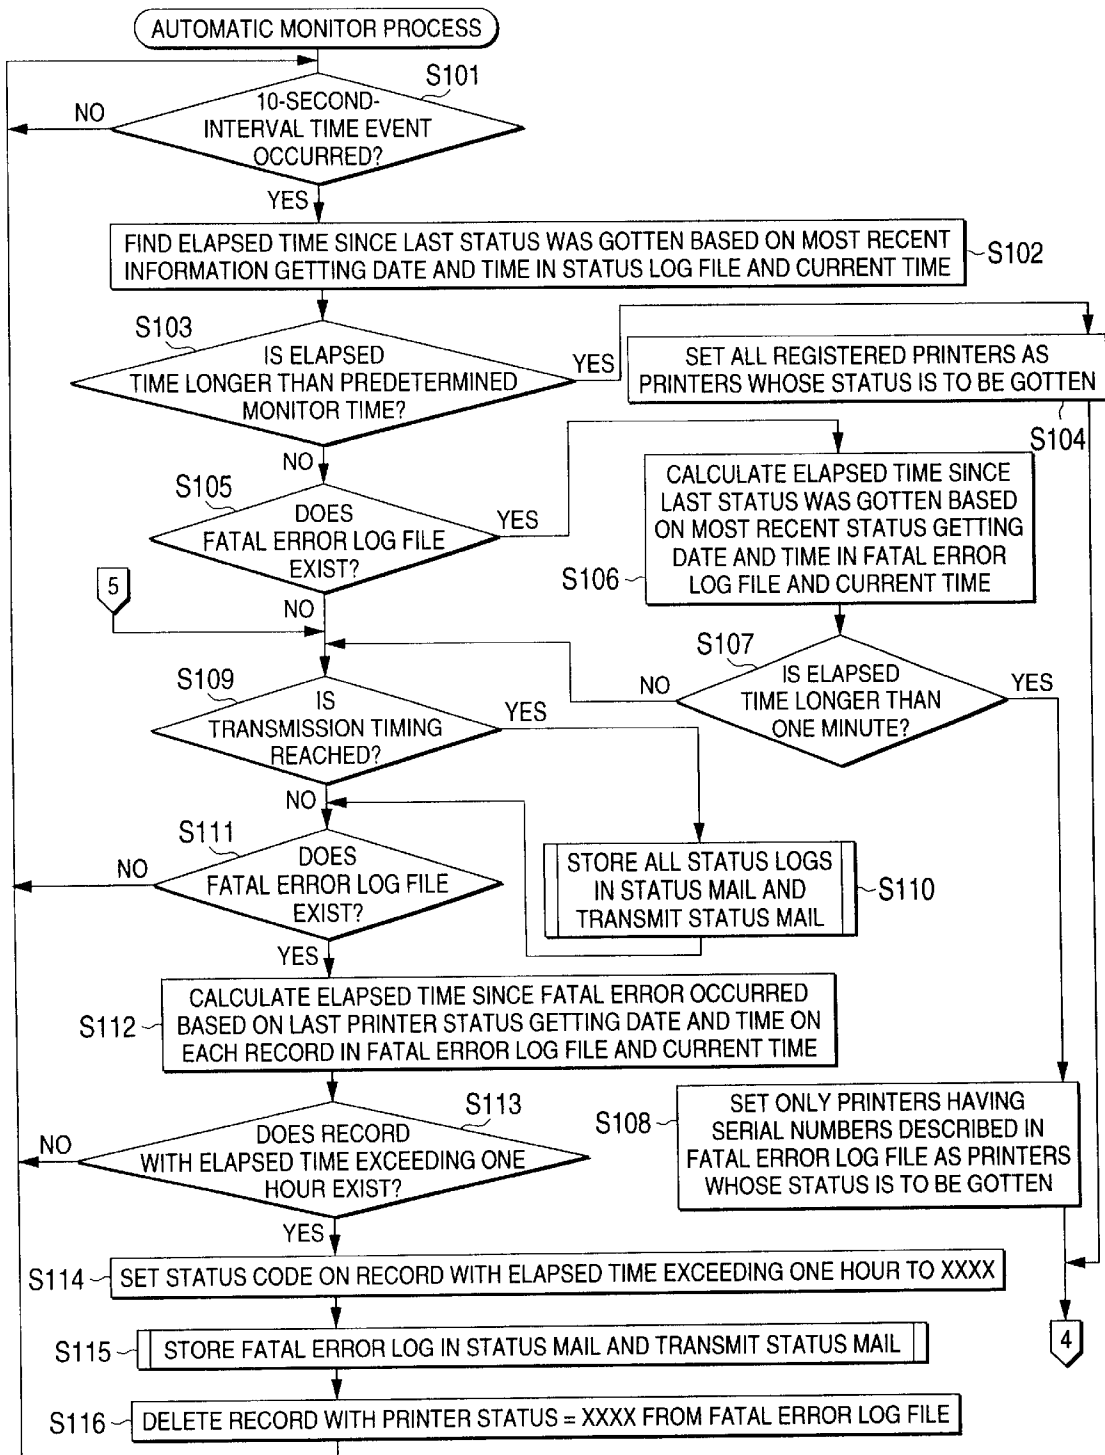 AUTOMATIC MONITOR PROCESS
S101
10-SECOND-
INTERVAL TIME EVENT
OCCURRED?
NO
YES
FIND ELAPSED TIME SINCE LAST STATUS WAS GOTTEN BASED ON MOST RECENT
INFORMATION GETTING DATE AND TIME IN STATUS LOG FILE AND CURRENT TIME
S102
S103
IS ELAPSED
TIME LONGER THAN PREDETERMINED
MONITOR TIME?
YES
NO
SET ALL REGISTERED PRINTERS AS
PRINTERS WHOSE STATUS IS TO BE GOTTEN
S104
S105
DOES
FATAL ERROR LOG FILE
EXIST?
YES
NO
CALCULATE ELAPSED TIME SINCE
LAST STATUS WAS GOTTEN BASED
ON MOST RECENT STATUS GETTING
DATE AND TIME IN FATAL ERROR
LOG FILE AND CURRENT TIME
S106
5
S107
IS ELAPSED
TIME LONGER THAN
ONE MINUTE?
NO
YES
S109
IS
TRANSMISSION TIMING
REACHED?
YES
NO
STORE ALL STATUS LOGS
IN STATUS MAIL AND
TRANSMIT STATUS MAIL
S110
S111
DOES
FATAL ERROR LOG FILE
EXIST?
NO
YES
S112
CALCULATE ELAPSED TIME SINCE FATAL ERROR OCCURRED
BASED ON LAST PRINTER STATUS GETTING DATE AND TIME ON
EACH RECORD IN FATAL ERROR LOG FILE AND CURRENT TIME
S108
SET ONLY PRINTERS HAVING
SERIAL NUMBERS DESCRIBED IN
FATAL ERROR LOG FILE AS PRINTERS
WHOSE STATUS IS TO BE GOTTEN
S113
DOES RECORD
WITH ELAPSED TIME EXCEEDING ONE
HOUR EXIST?
NO
YES
S114
SET STATUS CODE ON RECORD WITH ELAPSED TIME EXCEEDING ONE HOUR TO XXXX
4
S115
STORE FATAL ERROR LOG IN STATUS MAIL AND TRANSMIT STATUS MAIL
S116
DELETE RECORD WITH PRINTER STATUS = XXXX FROM FATAL ERROR LOG FILE